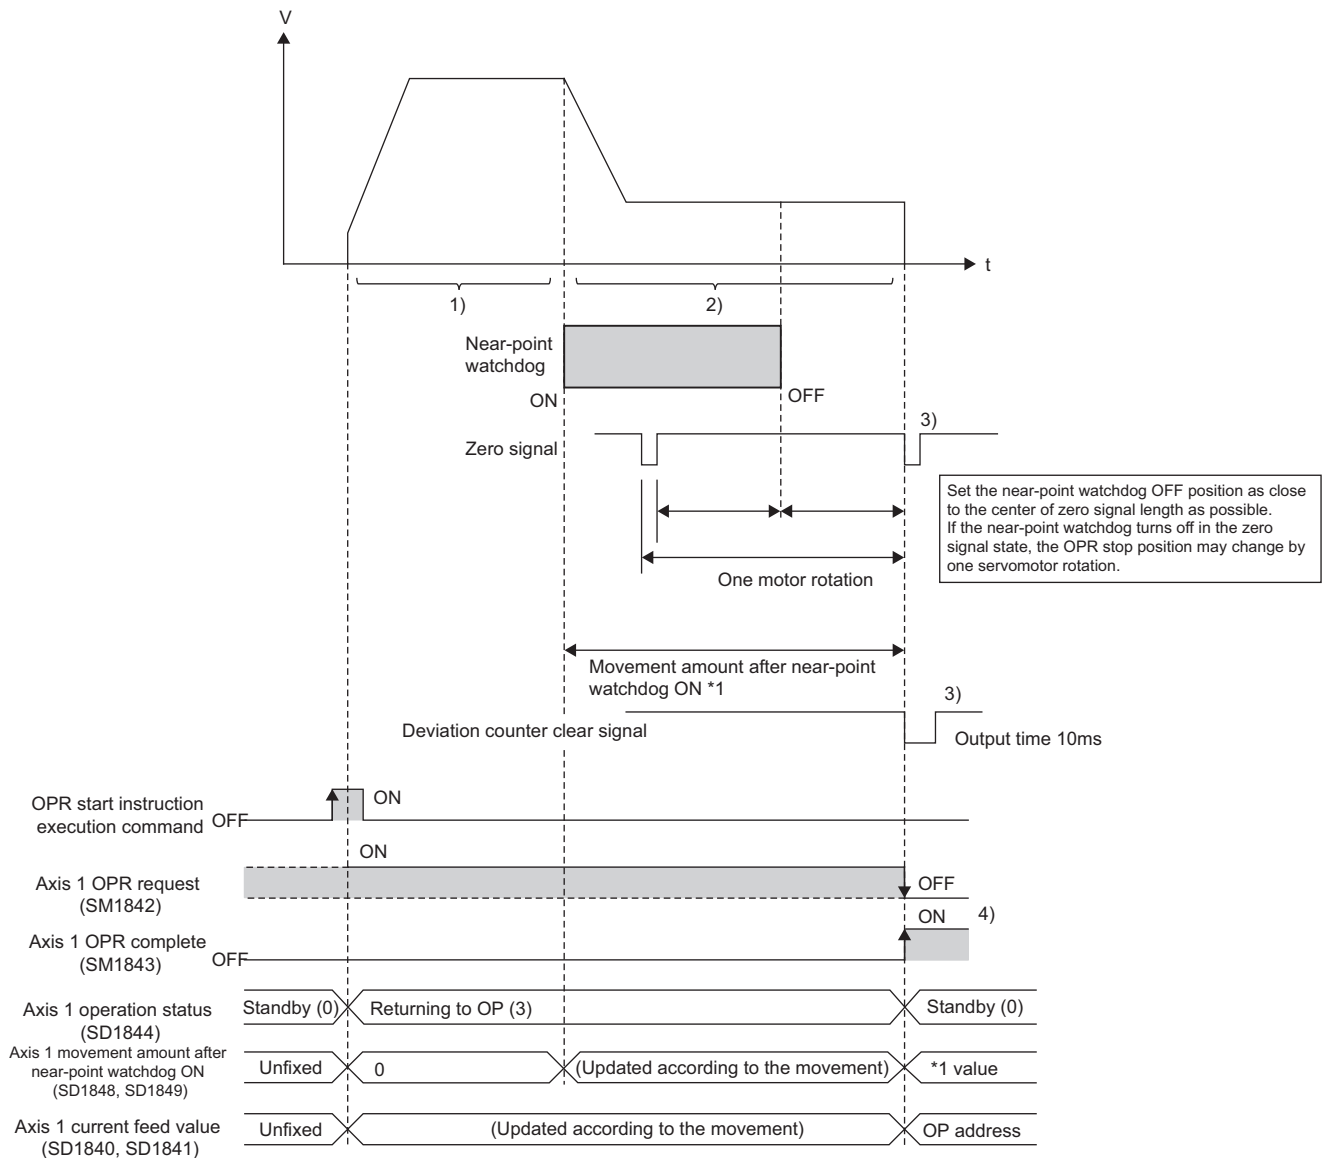 V
t
1)
2)
Near-point
watchdog
ON
OFF
3)
Zero signal
Set the near-point watchdog OFF position as close
to the center of zero signal length as possible.
If the near-point watchdog turns off in the zero
signal state, the OPR stop position may change by
one servomotor rotation.
One motor rotation
Movement amount after near-point
watchdog ON *1
3)
Deviation counter clear signal
Output time 10ms
OPR start instruction
execution command
OFF
ON
ON
Axis 1 OPR request
(SM1842)
OFF
ON
4)
Axis 1 OPR complete
(SM1843)
OFF
Axis 1 operation status
(SD1844)
Standby (0)
Returning to OP (3)
Standby (0)
Axis 1 movement amount after
near-point watchdog ON
(SD1848, SD1849)
Unfixed
0
(Updated according to the movement)
*1 value
Axis 1 current feed value
(SD1840, SD1841)
Unfixed
(Updated according to the movement)
OP address